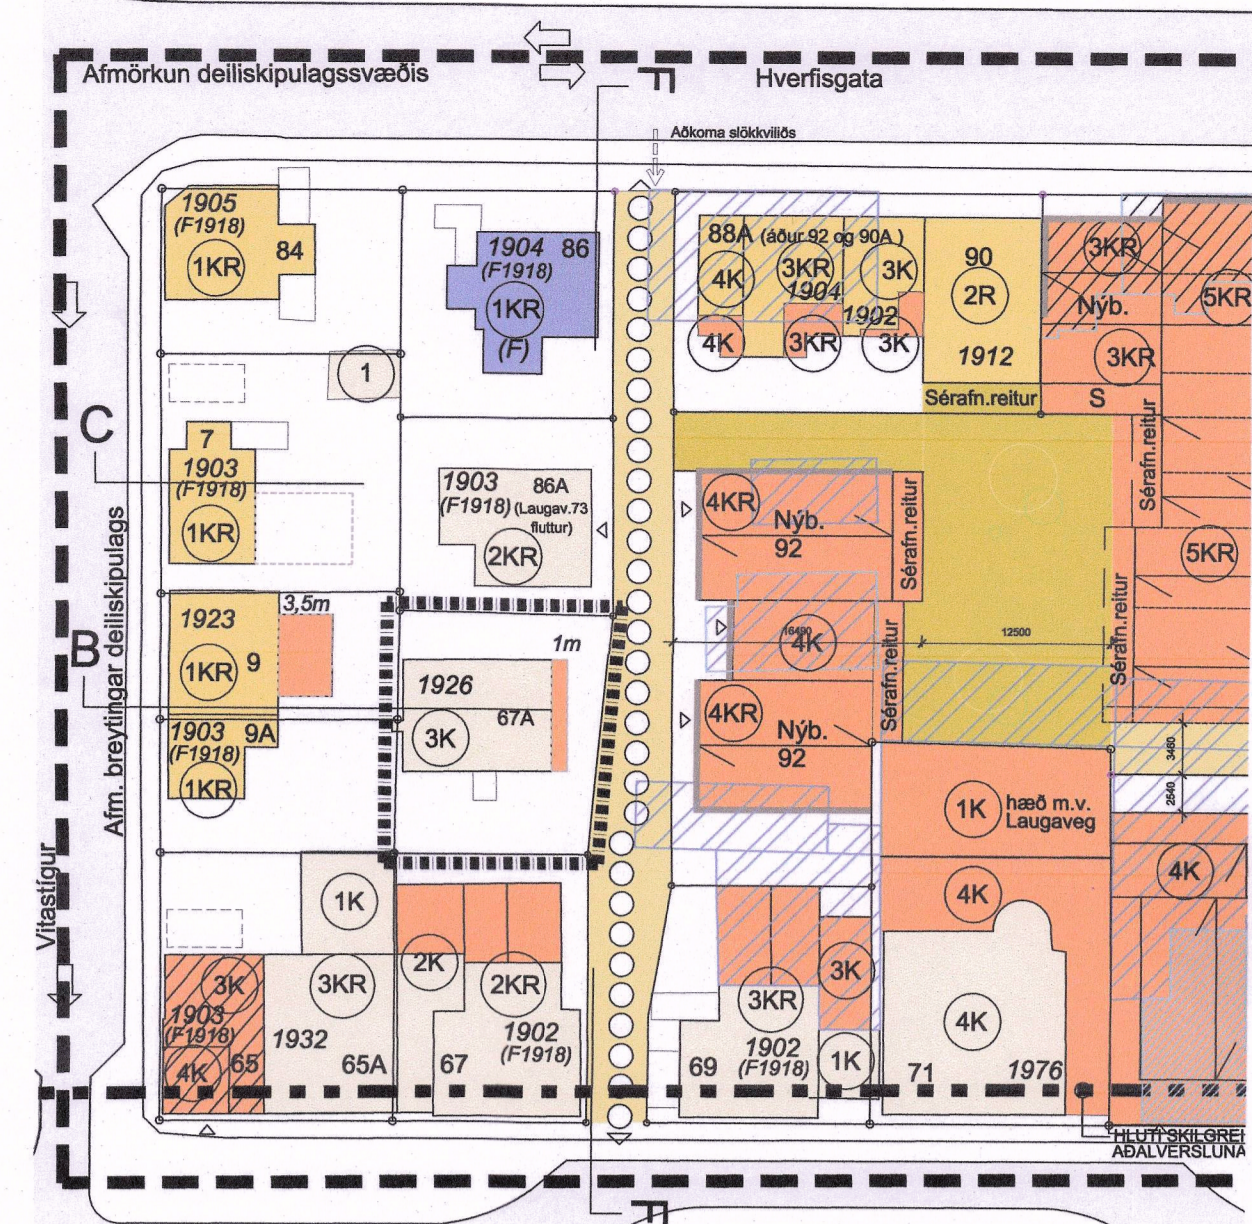 Afmörkun deiliskipulagssvæðis
F
Hverfisgata
Aðkoma slökkviliðs
1905
(F1918)
84
1KR
1904
86
(F1918)
1KR
(F)
88A (áður 92 og 90A )
4K
3KR
3K
1904
1902
4K
3KR
3K
90
2R
1912
Sérafn.reitur
3KR
5KR
Nýb.
3KR
S
1
C
7
1903
(F1918)
1KR
1903
86A
(F1918)
(Laugav.73
fluttur)
2KR
4KR
Nýb.
92
Sérafn.reitur
Sérafn.reitur
5KR
Afm. breytingar deiliskipulags
B
1923
3,5m
1KR
9
1903
9A
(F1918)
1KR
1m
1926
67A
3K
16490
4K
12500
Sérafn.reitur
Sérafn.reitur
4KR
Nýb.
92
3460
2540
1K
hæð m.v.
Laugaveg
4K
4K
Vitastígur
1K
3K
3KR
1903
(F1918)
4K
65
1932
65A
2K
2KR
1902
(F1918)
67
3KR
3K
1902
(F1918)
69
1K
4K
71
1976
HLUTI SKILGREI
AÐALVERSLUNA
F